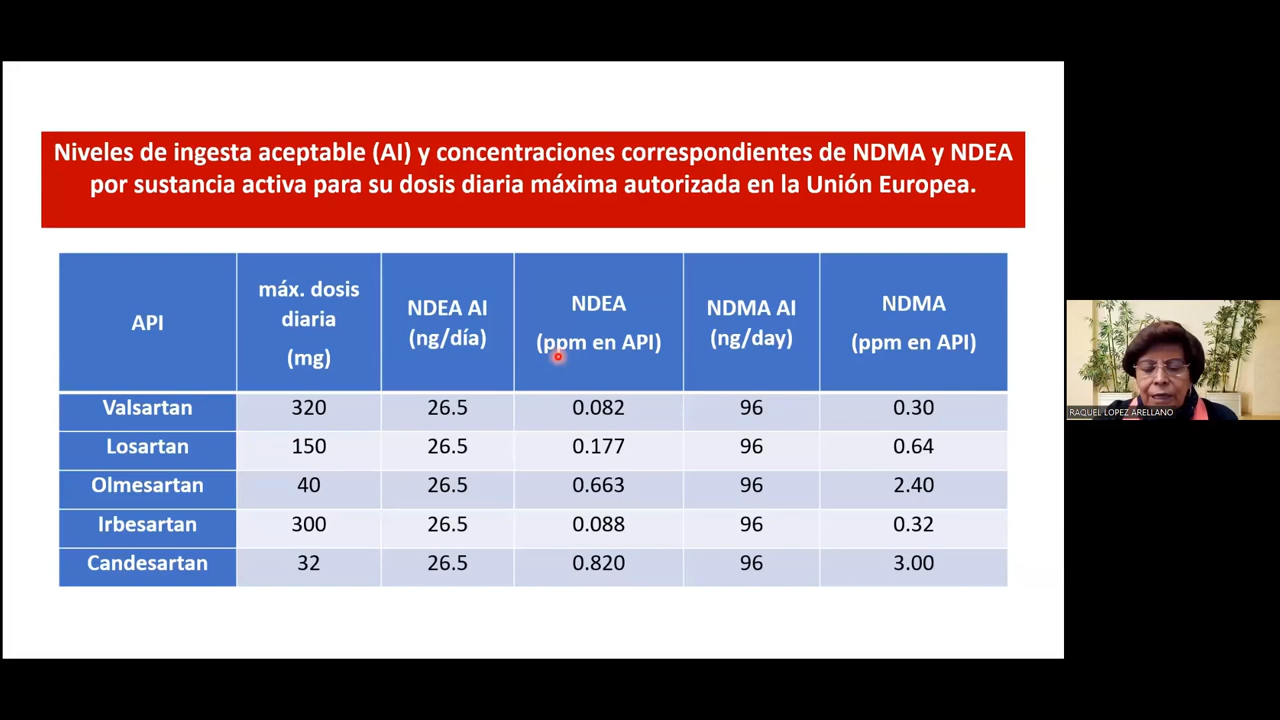 Niveles de ingesta aceptable (AI) y concentraciones correspondientes de NDMA y NDEA
por sustancia activa para su dosis diaria máxima autorizada en la Unión Europea.
API
máx. dosis
diaria
(mg)
NDEA AI
(ng/día)
NDEA
(ppm en API)
NDMA AI
(ng/day)
NDMA
(ppm en API)
Valsartan 320 26.5 0.082 96 0.30
Losartan 150 26.5 0.177 96 0.64
Olmesartan 40 26.5 0.663 96 2.40
Irbesartan 300 26.5 0.088 96 0.32
Candesartan 32 26.5 0.820 96 3.00
RAQUEL LOPEZ ARELLANO